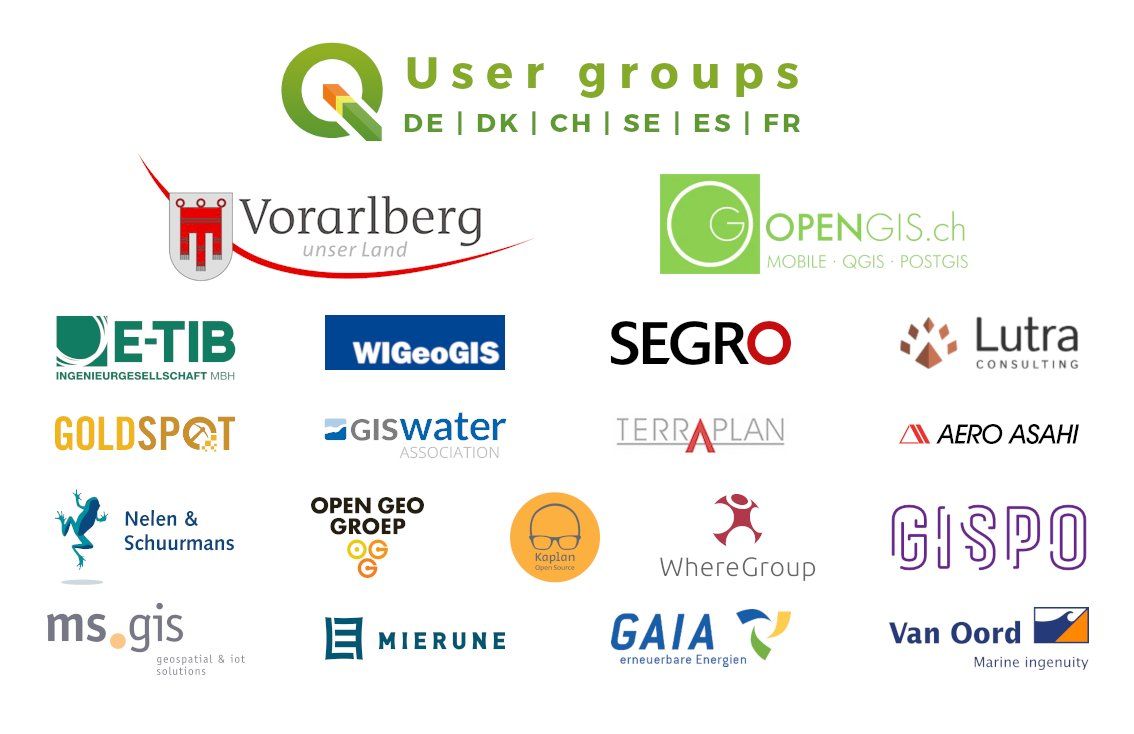 User groups
DE | DK | CH | SE | ES | FR
Vorarlberg
unser Land
OPENGIS.ch
MOBILE · QGIS · POSTGIS
E-TIB
INGENIEURGESELLSCHAFT MBH
WIGeoGIS
SEGRO
Lutra
CONSULTING
GOLDSPOT
GISwater
ASSOCIATION
TERRAPLAN
AERO ASAHI
Nelen &
Schuurmans
OPEN GEO
GROEP
OGG
Kaplan
Open Source
WhereGroup
GISPO
ms.gis
geospatial & iot
solutions
MIERUNE
GAIA
erneuerbare Energien
Van Oord
Marine ingenuity